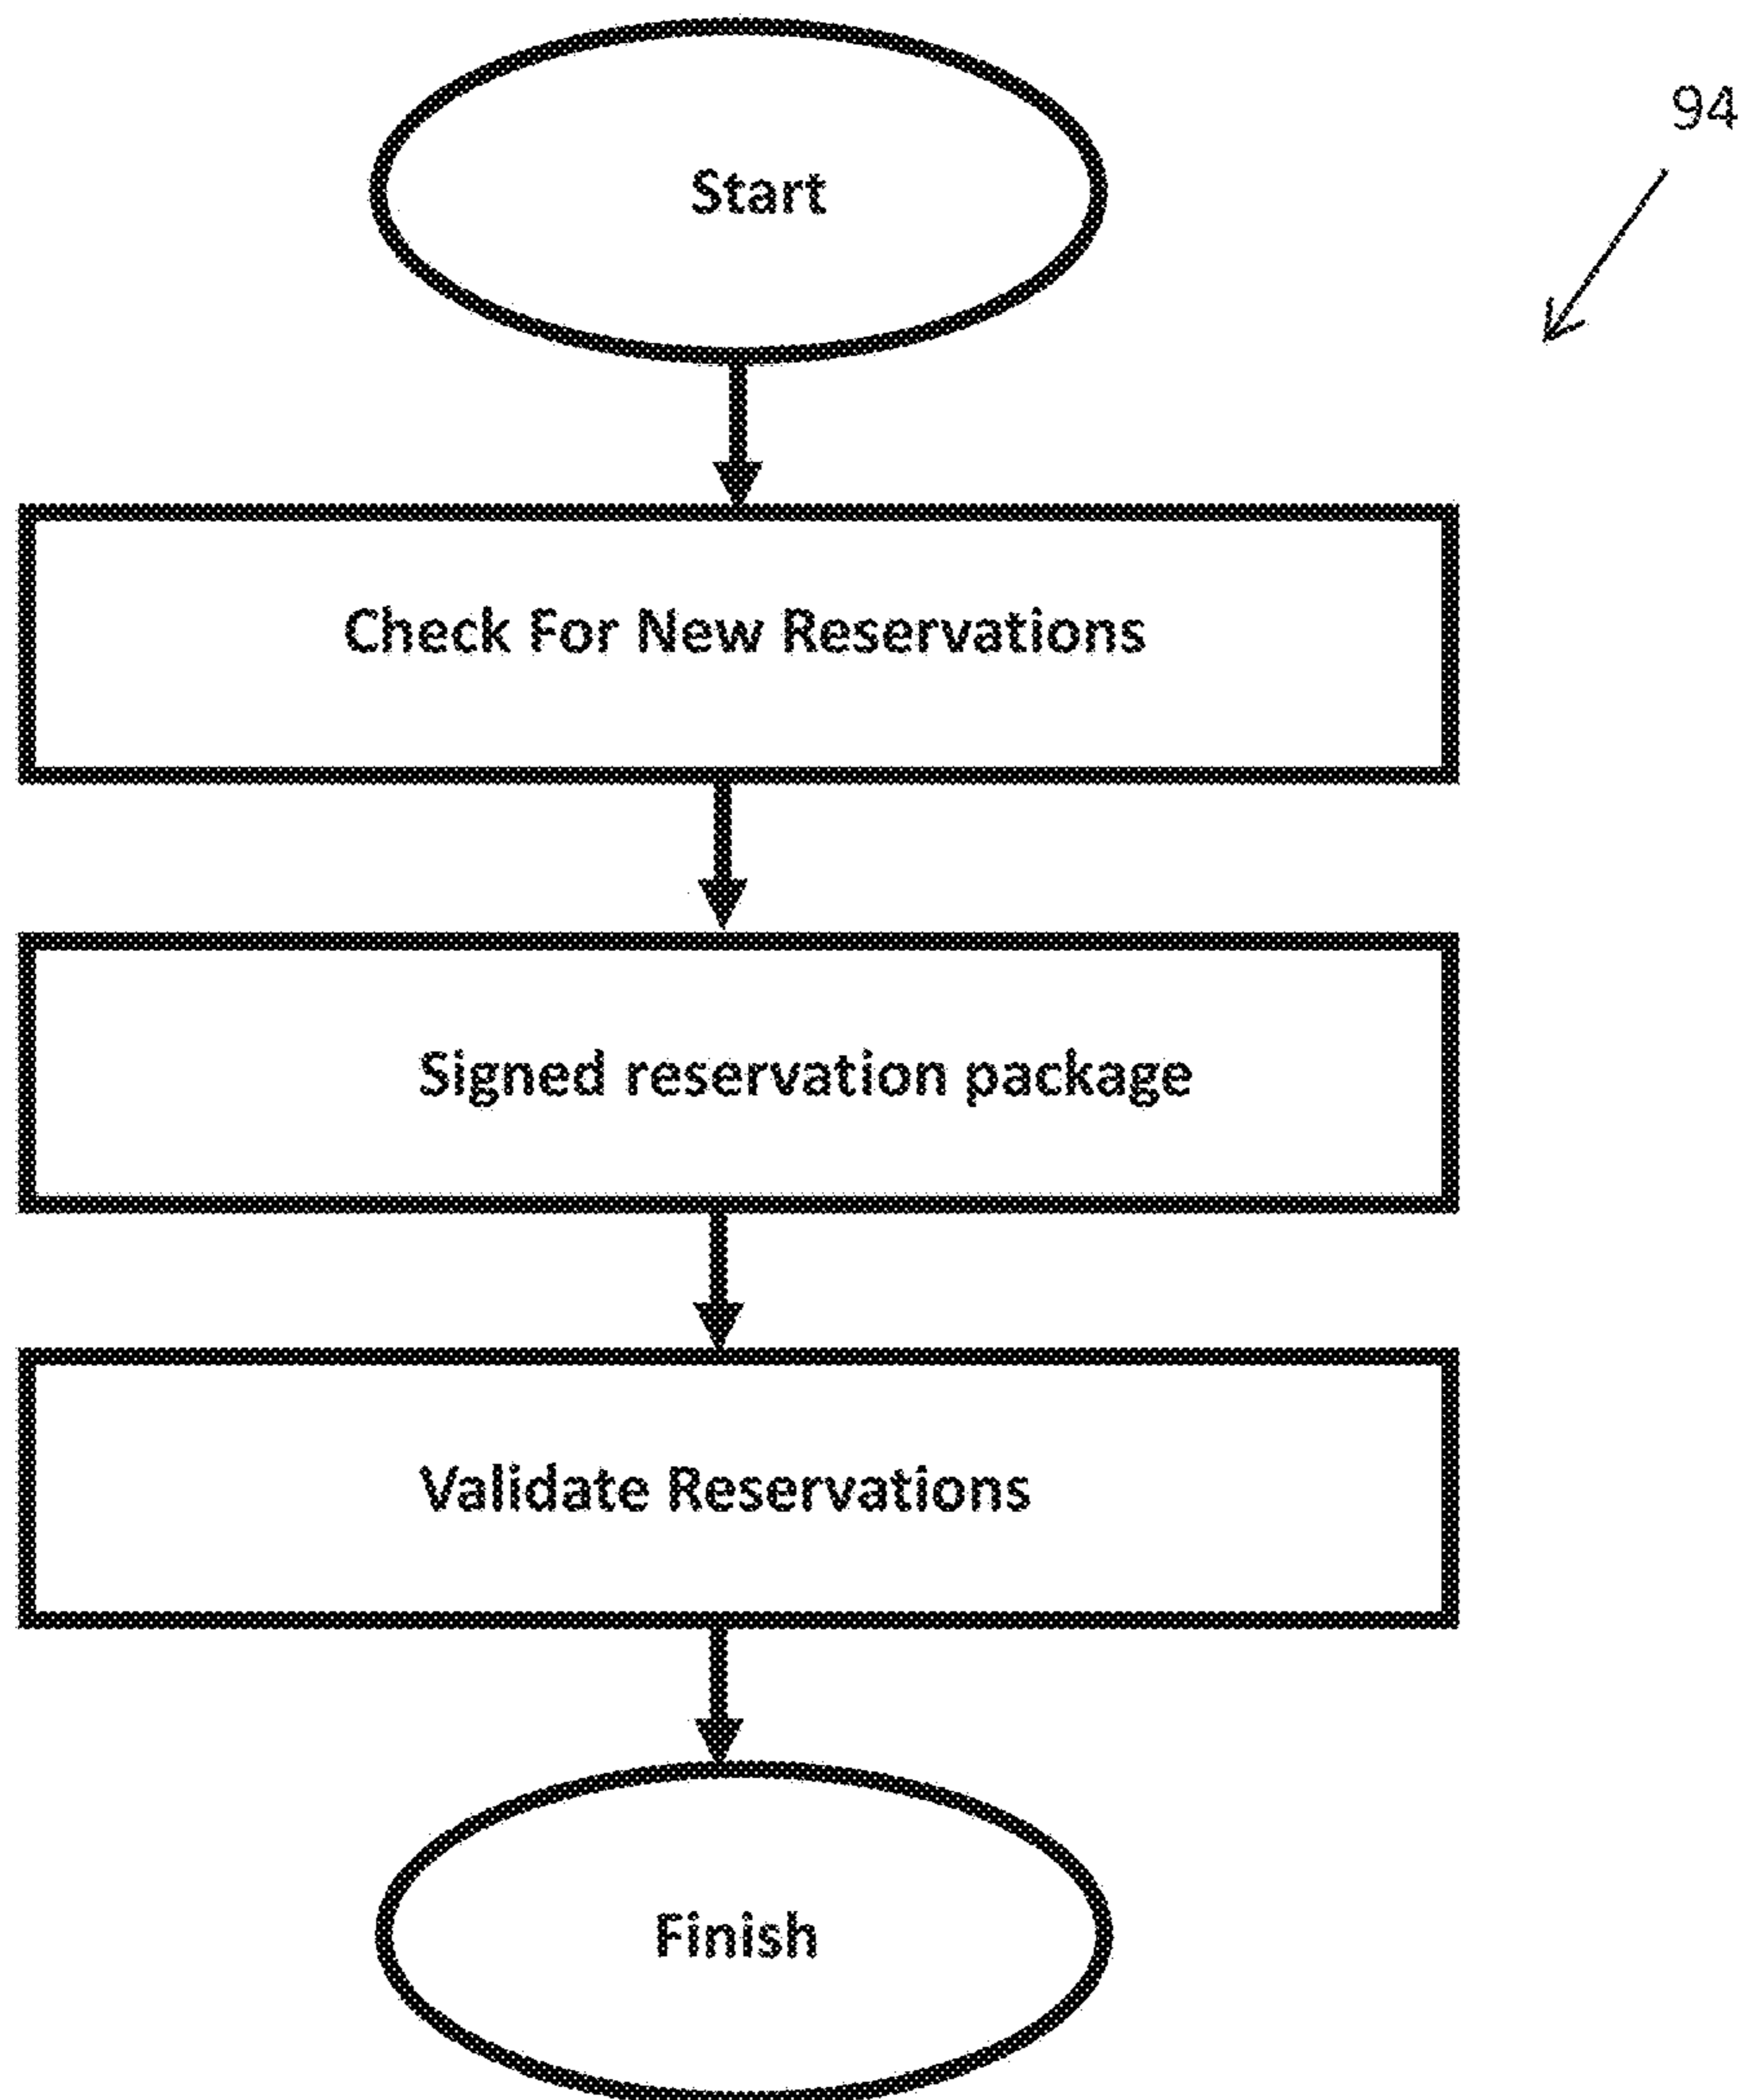 94
Start
Check For New Reservations
Signed reservation package
Validate Reservations
Finish